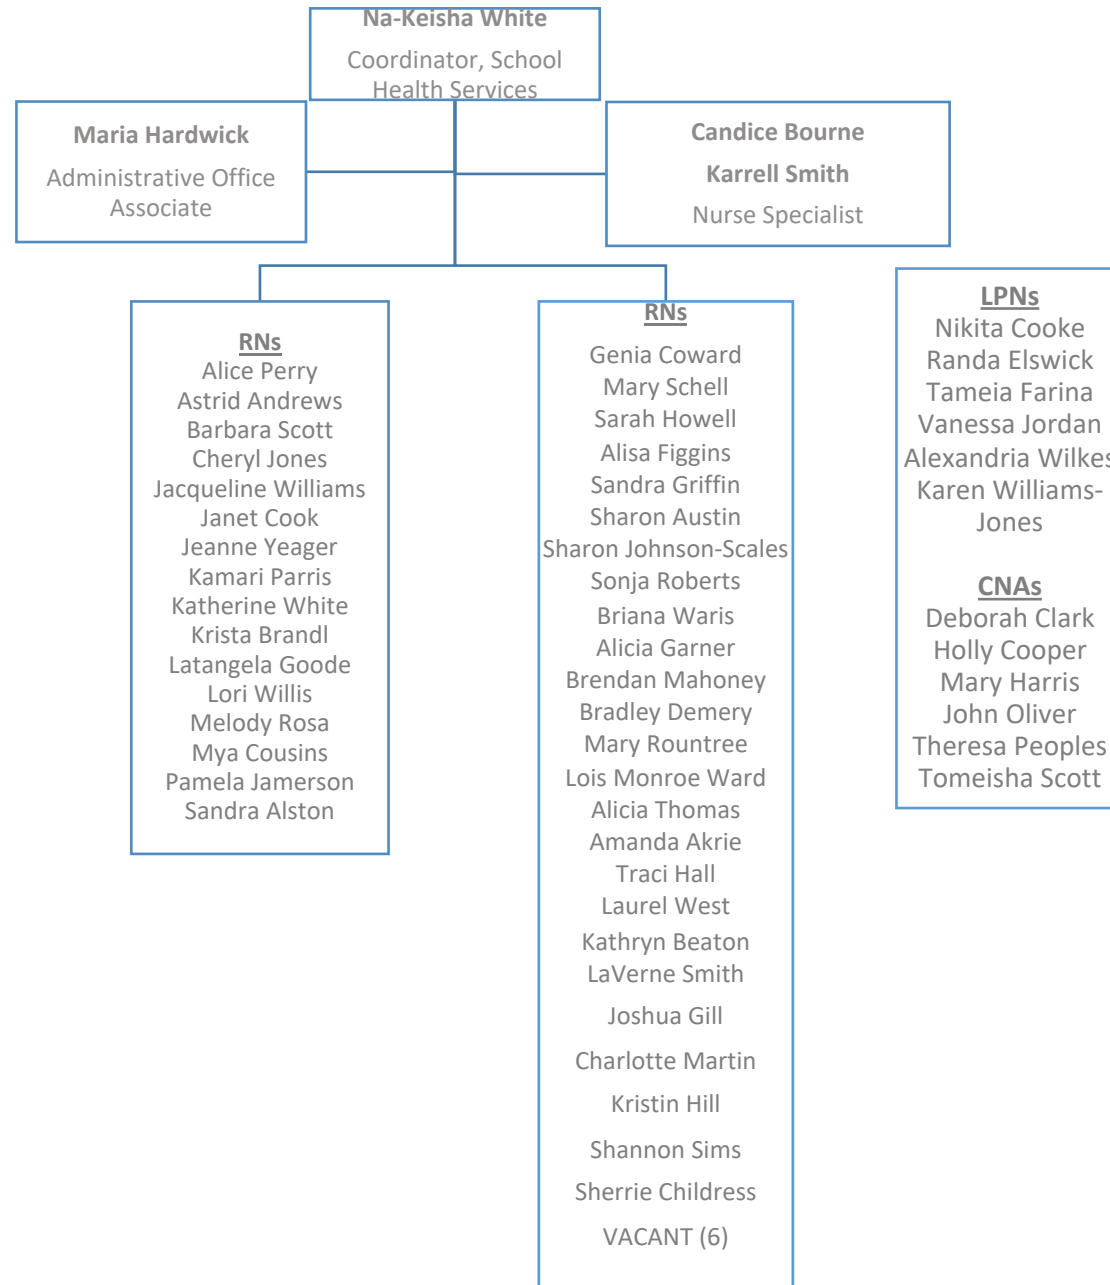 Na-Keisha White
Coordinator, School
Health Services
Maria Hardwick
Administrative Office
Associate
Candice Bourne
Karrell Smith
Nurse Specialist
RNs
Alice Perry
Astrid Andrews
Barbara Scott
Cheryl Jones
Jacqueline Williams
Janet Cook
Jeanne Yeager
Kamari Parris
Katherine White
Krista Brandl
Latangela Goode
Lori Willis
Melody Rosa
Mya Cousins
Pamela Jamerson
Sandra Alston
RNs
Genia Coward
Mary Schell
Sarah Howell
Alisa Figgins
Sandra Griffin
Sharon Austin
Sharon Johnson-Scales
Sonja Roberts
Briana Waris
Alicia Garner
Brendan Mahoney
Bradley Demery
Mary Rountree
Lois Monroe Ward
Alicia Thomas
Amanda Akrie
Traci Hall
Laurel West
Kathryn Beaton
LaVerne Smith
Joshua Gill
Charlotte Martin
Kristin Hill
Shannon Sims
Sherrie Childress
VACANT (6)
LPNs
Nikita Cooke
Randa Elswick
Tameia Farina
Vanessa Jordan
Alexandria Wilkes
Karen Williams-
Jones
CNAs
Deborah Clark
Holly Cooper
Mary Harris
John Oliver
Theresa Peoples
Tomeisha Scott